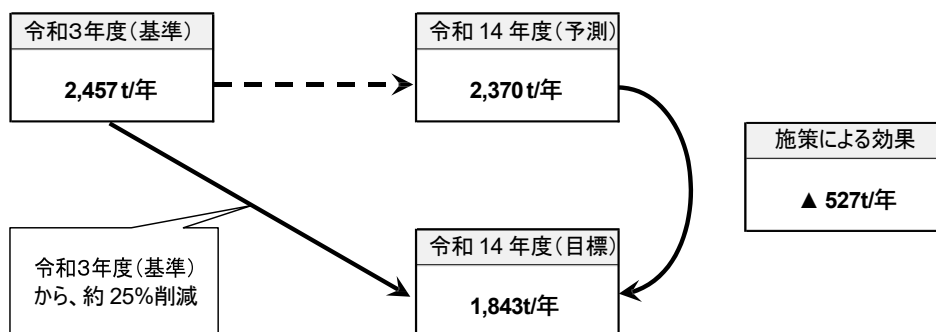 令和3年度(基準)
2,457 t/年
令和 14 年度(予測)
2,370 t/年
施策による効果
▲ 527t/年
令和3年度(基準)
から、約 25%削減
令和 14 年度(目標)
1,843t/年